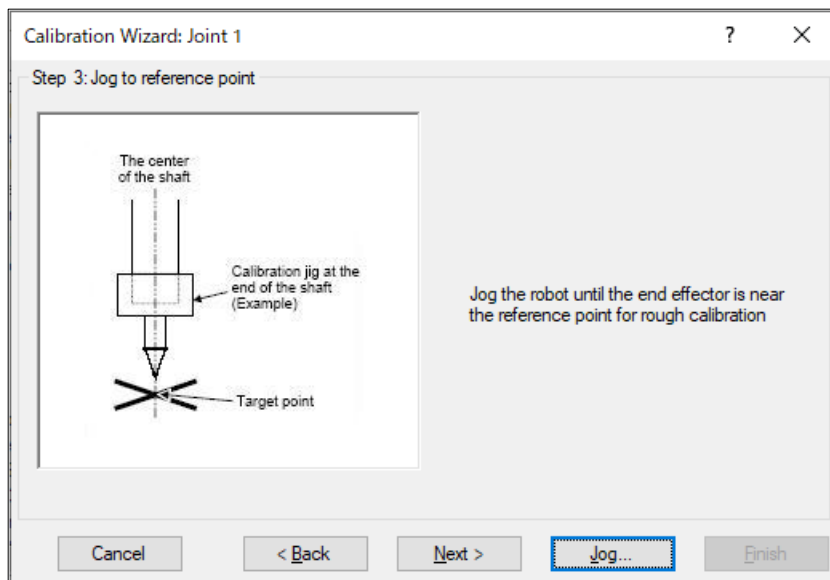 Calibration Wizard: Joint 1
?
Step 3: Jog to reference point
The center
of the shaft
Calibration jig at the
end of the shaft
(Example)
Target point
Jog the robot until the end effector is near
the reference point for rough calibration
Cancel
< Back
Next >
Jog...
Finish